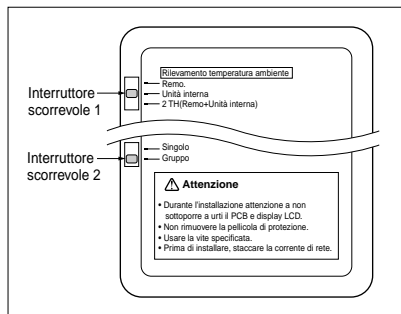 Rilevamento temperatura ambiente
Remo.
Interruttore
scorrevole 1
Unità interna
2 TH(Remo+Unità interna)
Singolo
Interruttore
scorrevole 2
Gruppo
Attenzione
• Durante l'installazione attenzione a non
sottoporre a urti il PCB e display LCD.
• Non rimuovere la pellicola di protezione.
• Usare la vite specificata.
• Prima di installare, staccare la corrente di rete.